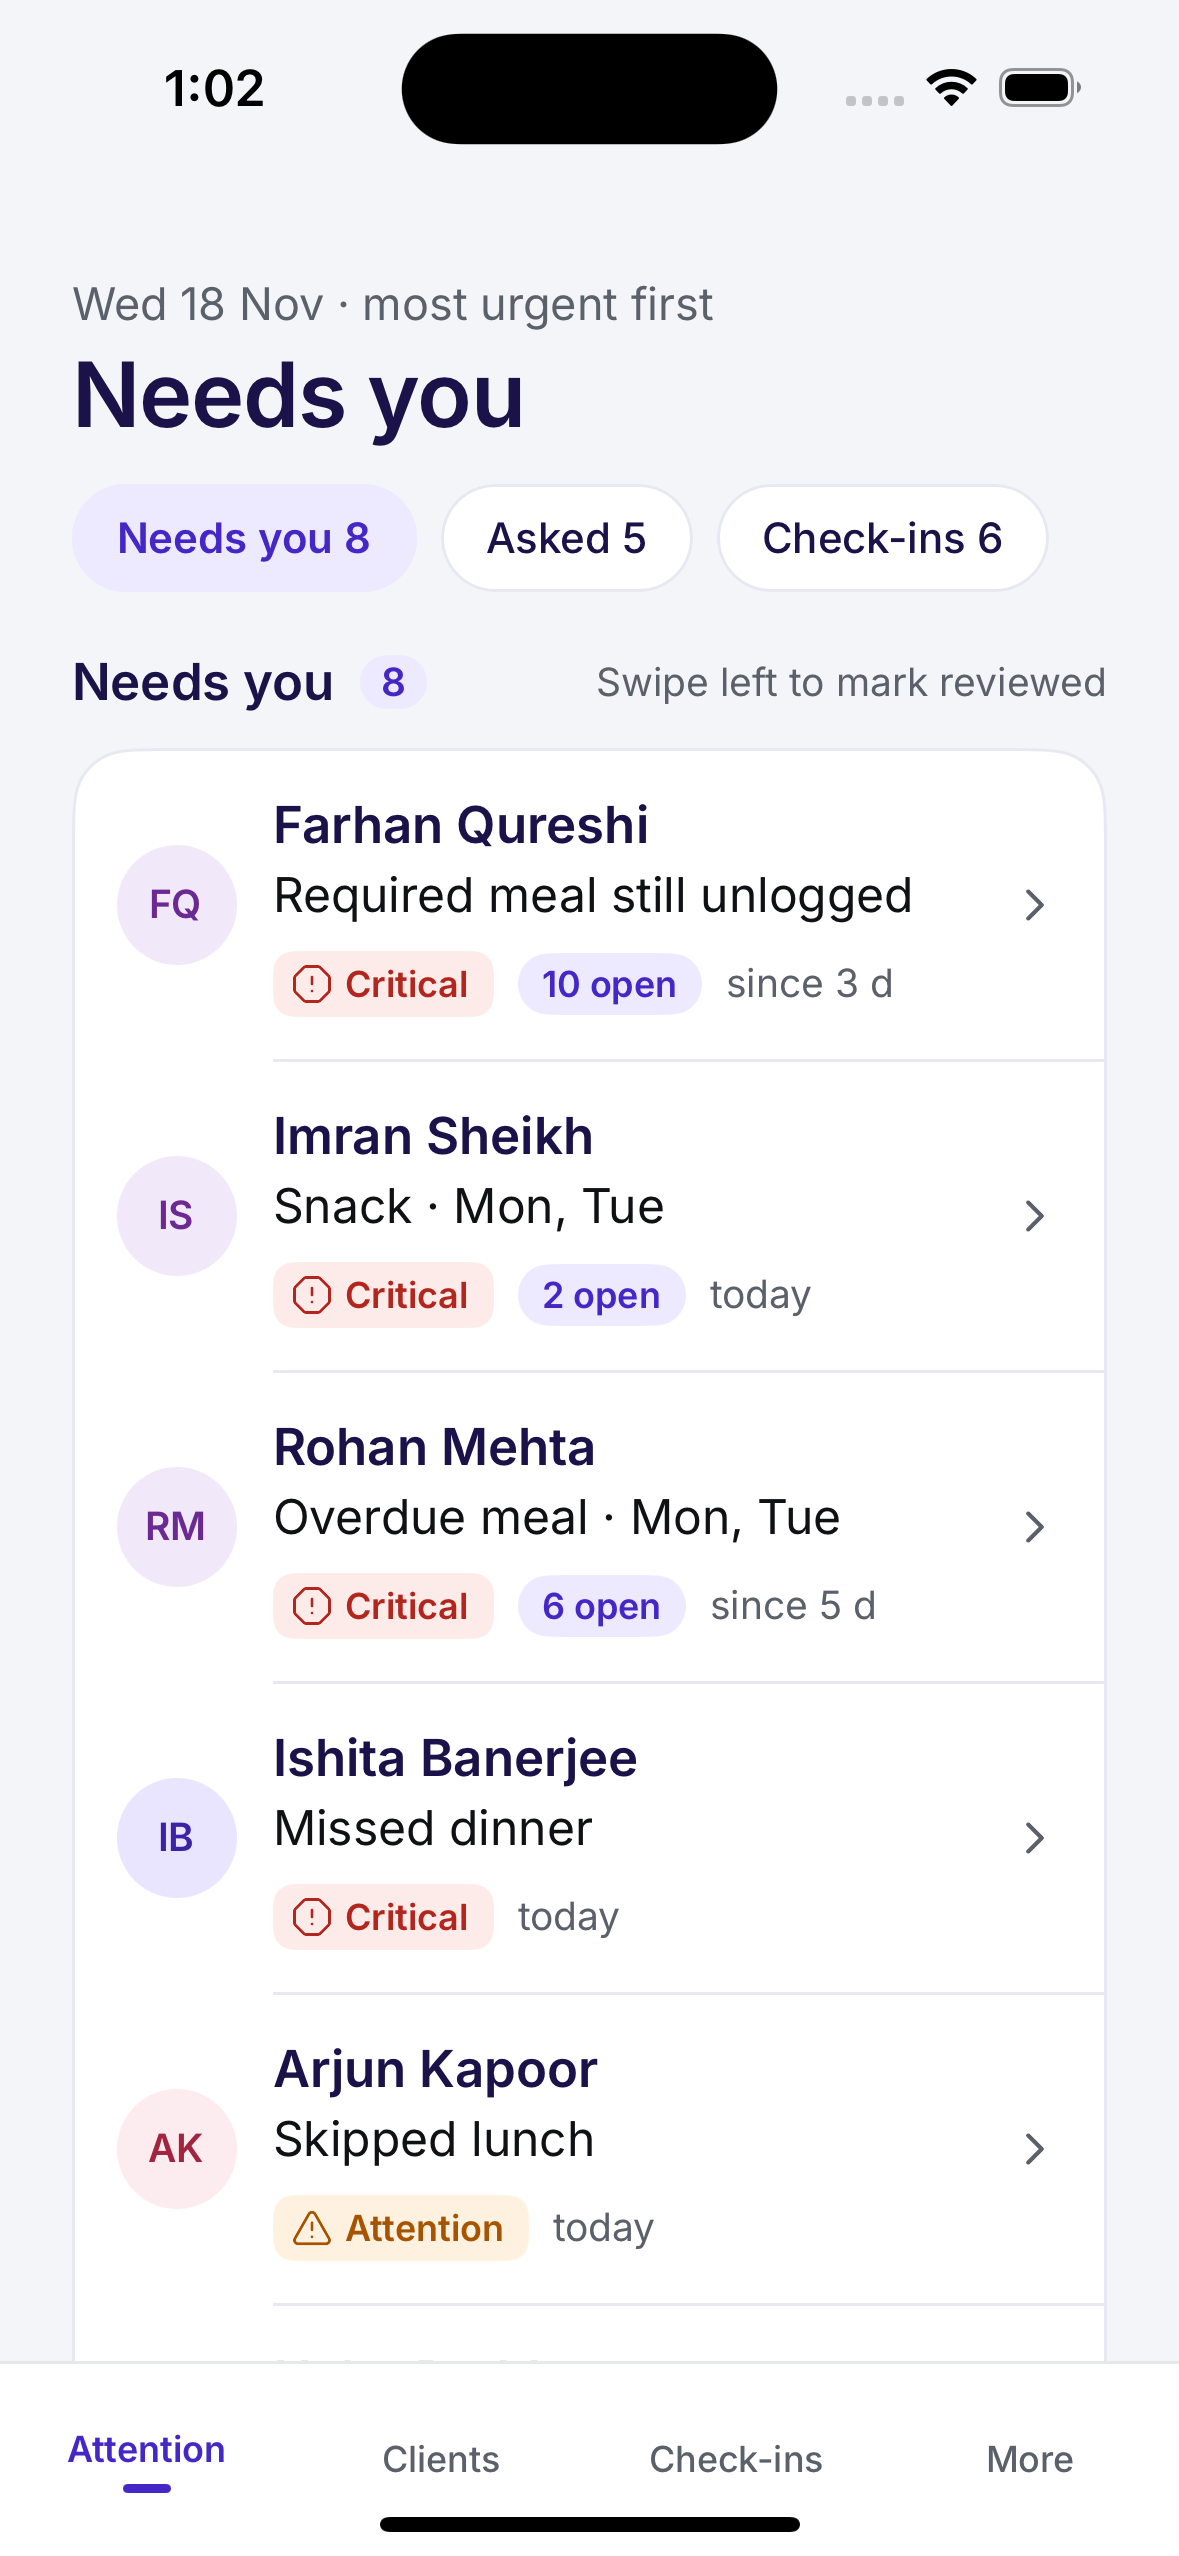 1:02
Wed 18 Nov · most urgent first
Needs you
Needs you 8
Asked 5
Check-ins 6
Needs you 8
Swipe left to mark reviewed
FQ
Farhan Qureshi
Required meal still unlogged
Critical
10 open
since 3 d
IS
Imran Sheikh
Snack · Mon, Tue
Critical
2 open
today
RM
Rohan Mehta
Overdue meal · Mon, Tue
Critical
6 open
since 5 d
IB
Ishita Banerjee
Missed dinner
Critical
today
AK
Arjun Kapoor
Skipped lunch
Attention
today
Attention
Clients
Check-ins
More